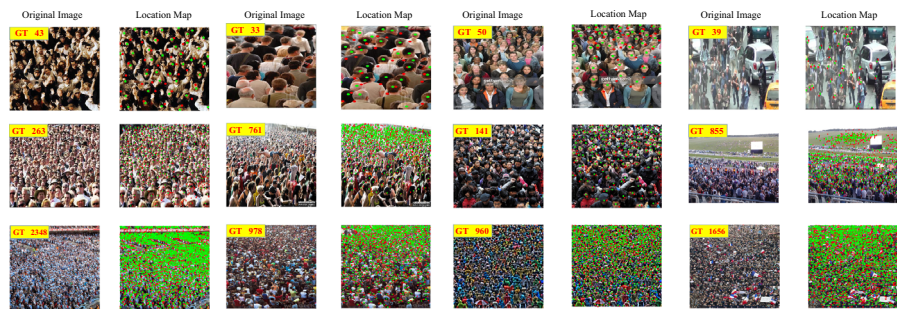 Original Image Location Map Original Image Location Map Original Image Location Map Original Image Location Map
GT 43 GT 33 GT 50 GT 39
GT 263 GT 761 GT 141 GT 855
GT 2348 GT 978 GT 960 GT 1656